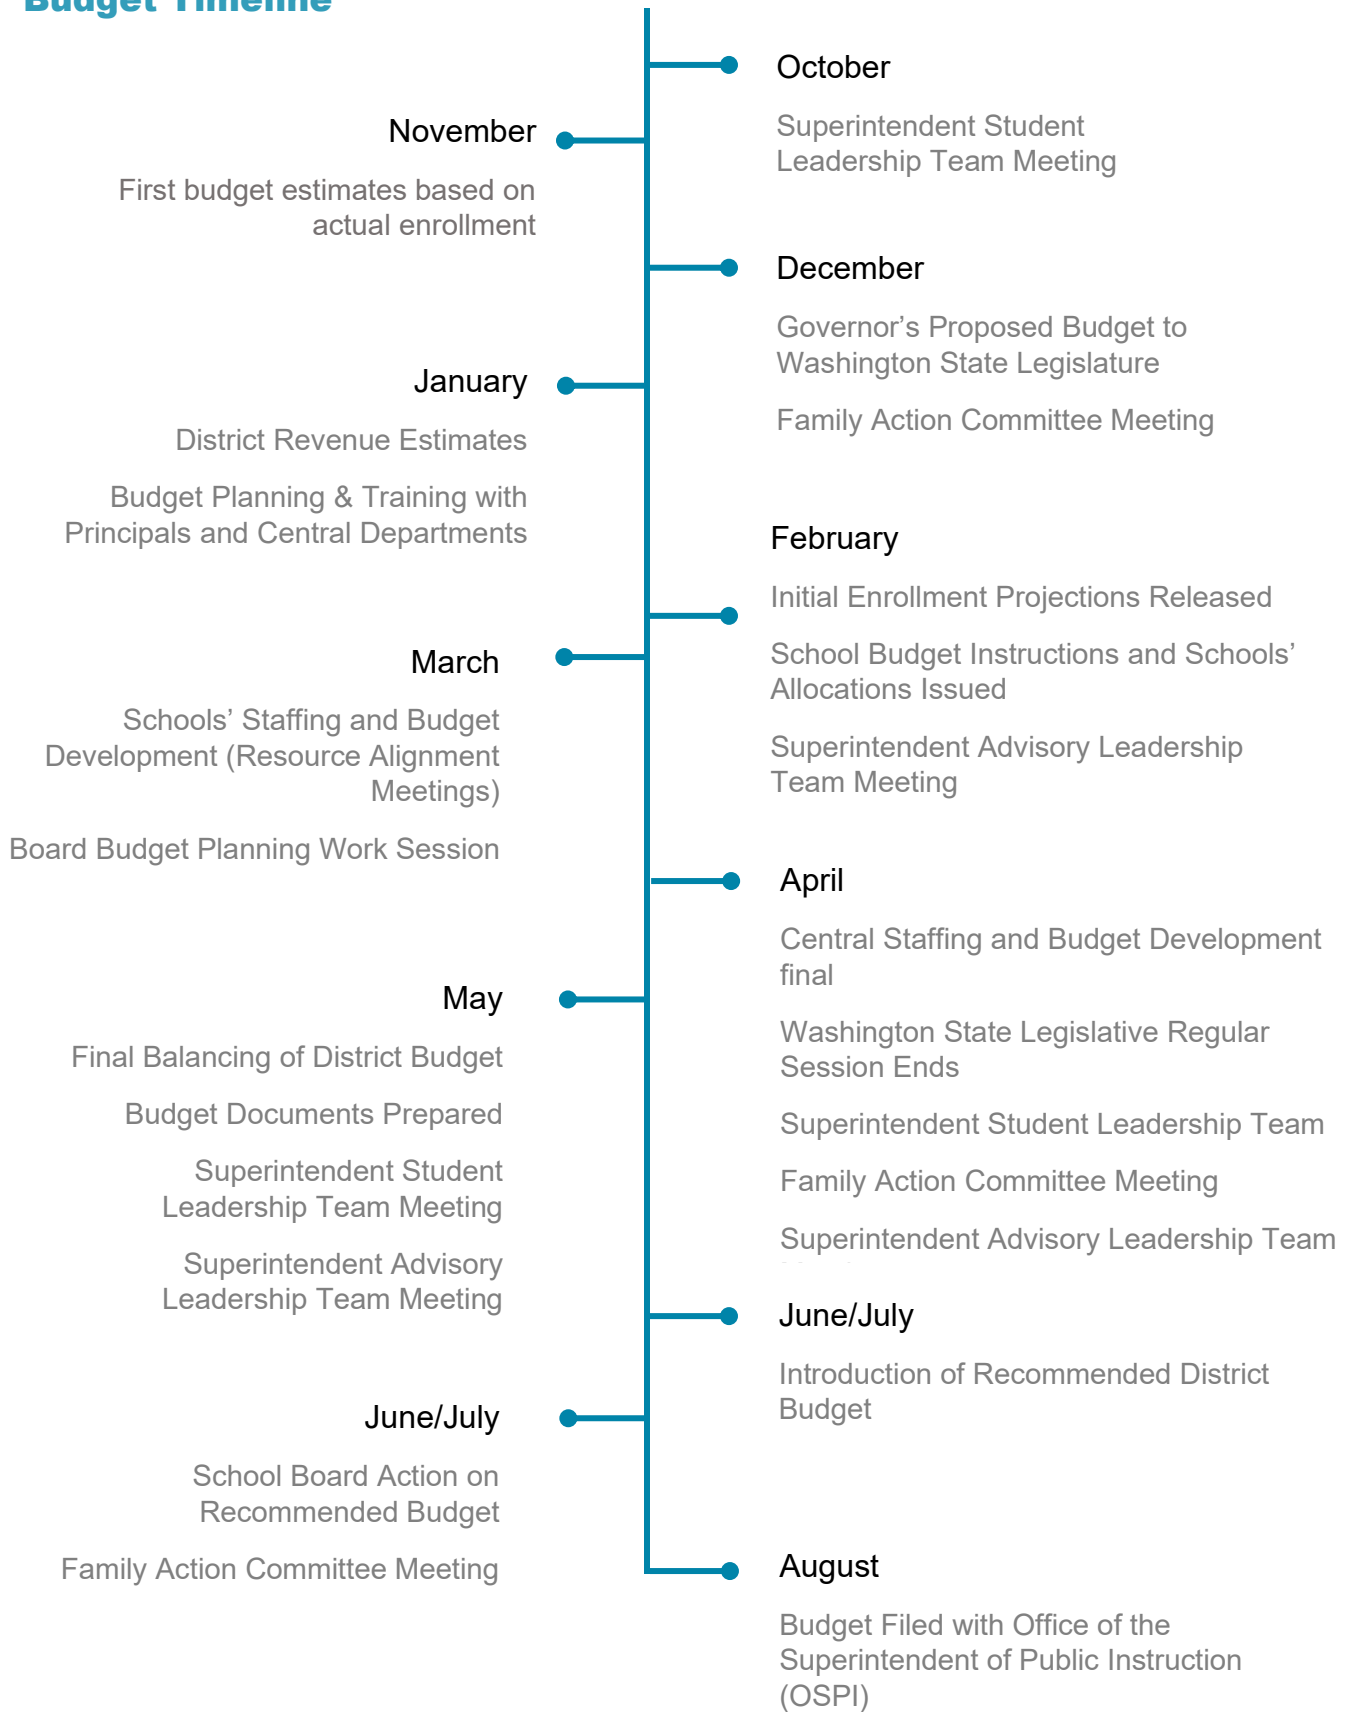 Budget Timeline
October
Superintendent Student
Leadership Team Meeting
November
First budget estimates based on
actual enrollment
December
Governor’s Proposed Budget to
Washington State Legislature
Family Action Committee Meeting
January
District Revenue Estimates
Budget Planning & Training with
Principals and Central Departments
February
Initial Enrollment Projections Released
School Budget Instructions and Schools’
Allocations Issued
Superintendent Advisory Leadership
Team Meeting
March
Schools’ Staffing and Budget
Development (Resource Alignment
Meetings)
Board Budget Planning Work Session
April
Central Staffing and Budget Development
final
Washington State Legislative Regular
Session Ends
Superintendent Student Leadership Team
Family Action Committee Meeting
Superintendent Advisory Leadership Team
May
Final Balancing of District Budget
Budget Documents Prepared
Superintendent Student
Leadership Team Meeting
Superintendent Advisory
Leadership Team Meeting
June/July
Introduction of Recommended District
Budget
June/July
School Board Action on
Recommended Budget
Family Action Committee Meeting
August
Budget Filed with Office of the
Superintendent of Public Instruction
(OSPI)